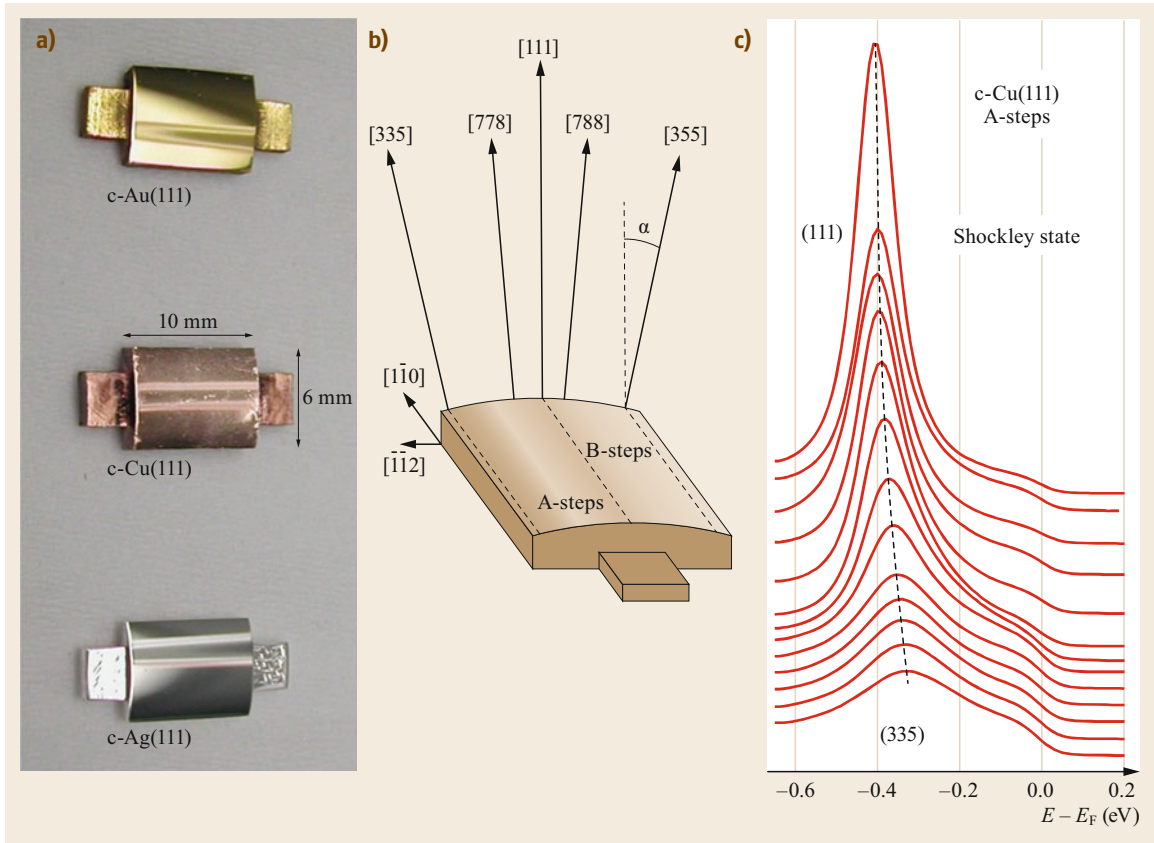 a)
c-Au(111)
10 mm
6 mm
c-Cu(111)
c-Ag(111)
b)
[111]
[335]
[778]
[788]
[355]
α
[11̄0]
[1̄1̄2]
B-steps
A-steps
c)
c-Cu(111)
A-steps
(111)
Shockley state
(335)
−0.6 −0.4 −0.2 0.0 0.2
E − E_F (eV)